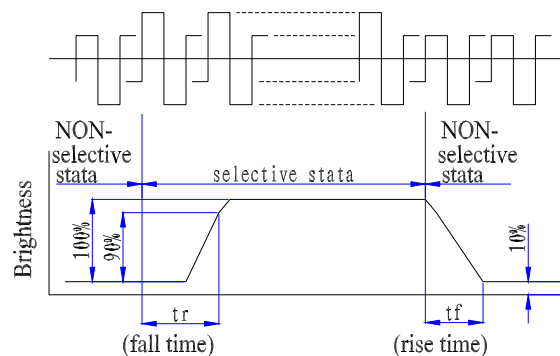 NON-
selective
stata
selective stata
NON-
selective
stata
Brightness
100%
90%
10%
tr
tf
(fall time)
(rise time)